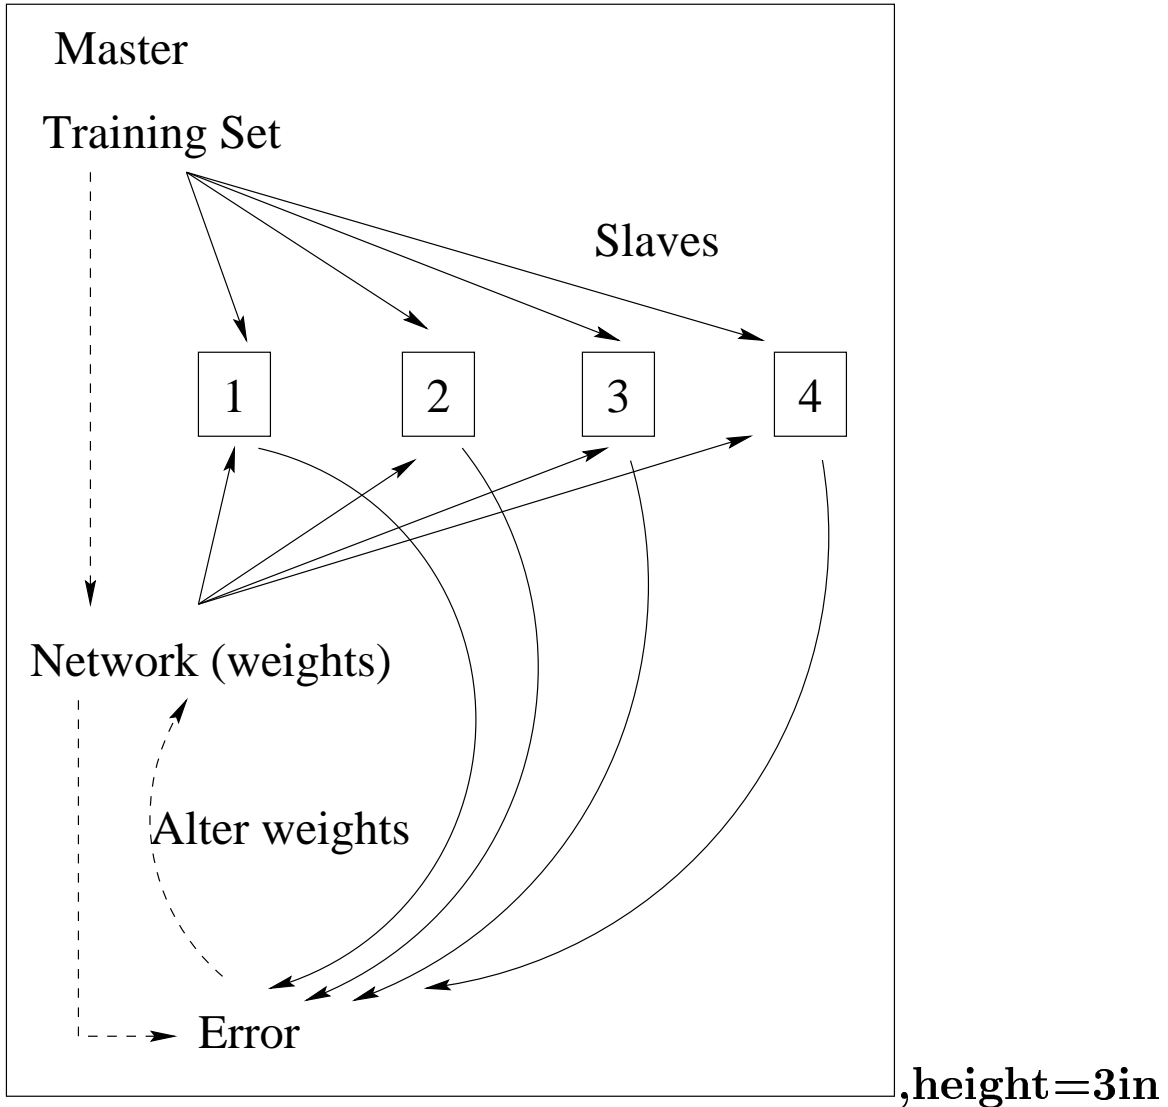 Master
Training Set
Slaves
1 2 3 4
Network (weights)
Alter weights
Error
,height=3in